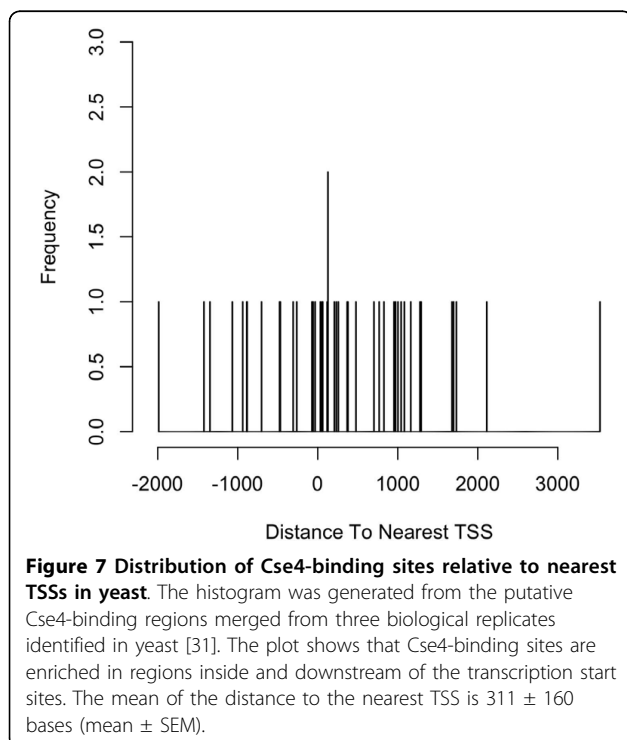 3.0
2.5
2.0
1.5
1.0
0.5
0.0
Frequency
-2000 -1000 0 1000 2000 3000
Distance To Nearest TSS
Figure 7 Distribution of Cse4-binding sites relative to nearest
TSSs in yeast. The histogram was generated from the putative
Cse4-binding regions merged from three biological replicates
identified in yeast [31]. The plot shows that Cse4-binding sites are
enriched in regions inside and downstream of the transcription start
sites. The mean of the distance to the nearest TSS is 311 ± 160
bases (mean ± SEM).